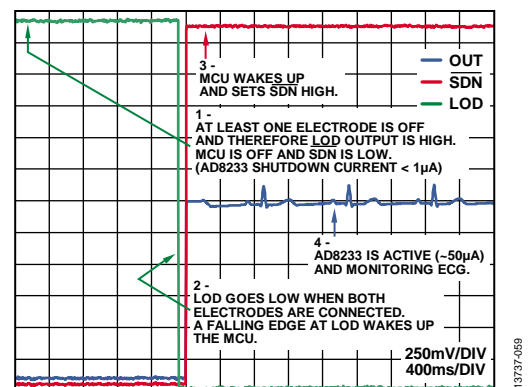 3 -
MCU WAKES UP
AND SETS SDN HIGH.
OUT
SDN
LOD
1 -
AT LEAST ONE ELECTRODE IS OFF
AND THEREFORE LOD OUTPUT IS HIGH.
MCU IS OFF AND SDN IS LOW.
(AD8233 SHUTDOWN CURRENT < 1µA)
4 -
AD8233 IS ACTIVE (~50µA)
AND MONITORING ECG.
2 -
LOD GOES LOW WHEN BOTH
ELECTRODES ARE CONNECTED.
A FALLING EDGE AT LOD WAKES UP
THE MCU.
250mV/DIV
400ms/DIV
13737-059